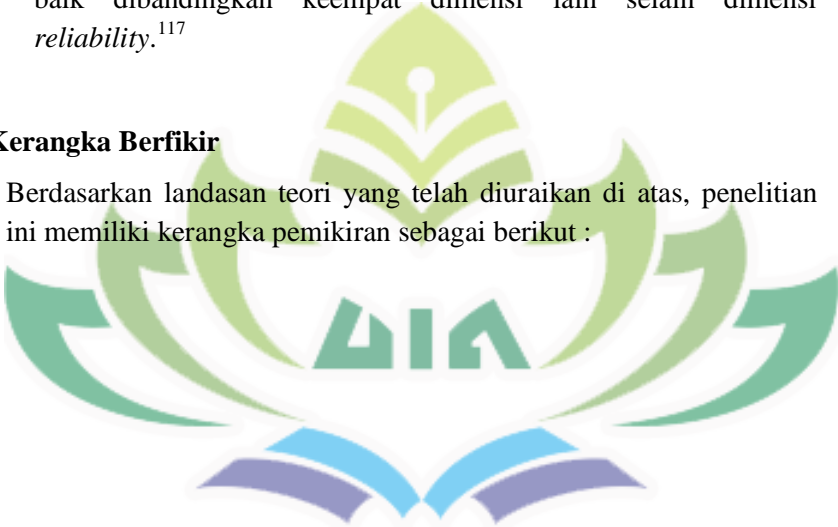 baik dibandingkan keempat dimensi lain selain dimensi
reliability.117
Kerangka Berfikir
Berdasarkan landasan teori yang telah diuraikan di atas, penelitian
ini memiliki kerangka pemikiran sebagai berikut :